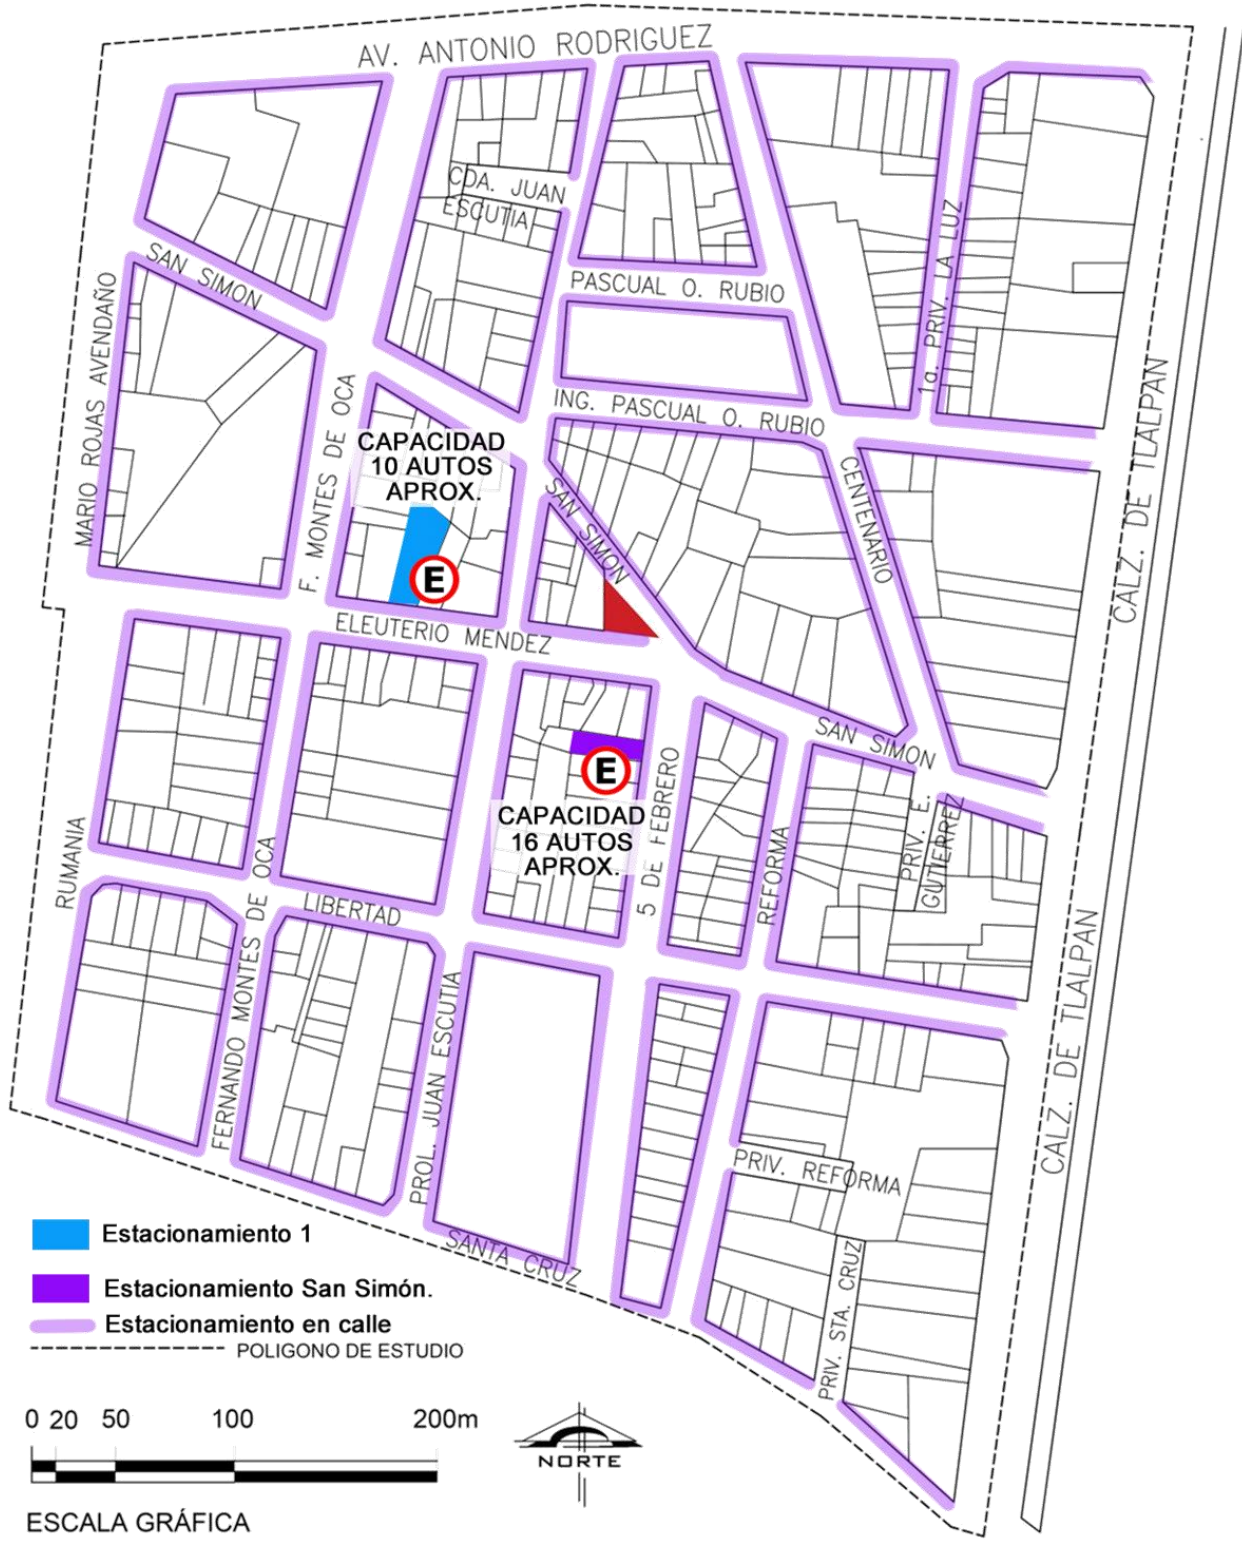 AV. ANTONIO RODRIGUEZ
CDA. JUAN
ESCUTIA
SAN SIMON
PASCUAL O. RUBIO
1a. PRIV. LA LUZ
MARIO ROJAS AVENDAÑO
F. MONTES DE OCA
ING. PASCUAL O. RUBIO
CALZ. DE TLALPAN
CAPACIDAD
10 AUTOS
APROX.
SAN SIMON
CENTENARIO
E
ELEUTERIO MENDEZ
SAN SIMON
E
CAPACIDAD
16 AUTOS
APROX.
5 DE FEBRERO
REFORMA
PRIV. E.
GUTIERREZ
RUMANIA
LIBERTAD
FERNANDO MONTES DE OCA
PROL. JUAN ESCUTIA
CALZ. DE TLALPAN
PRIV. REFORMA
SANTA CRUZ
PRIV. STA. CRUZ
Estacionamiento 1
Estacionamiento San Simón.
Estacionamiento en calle
POLIGONO DE ESTUDIO
0 20 50 100 200m
NORTE
ESCALA GRÁFICA